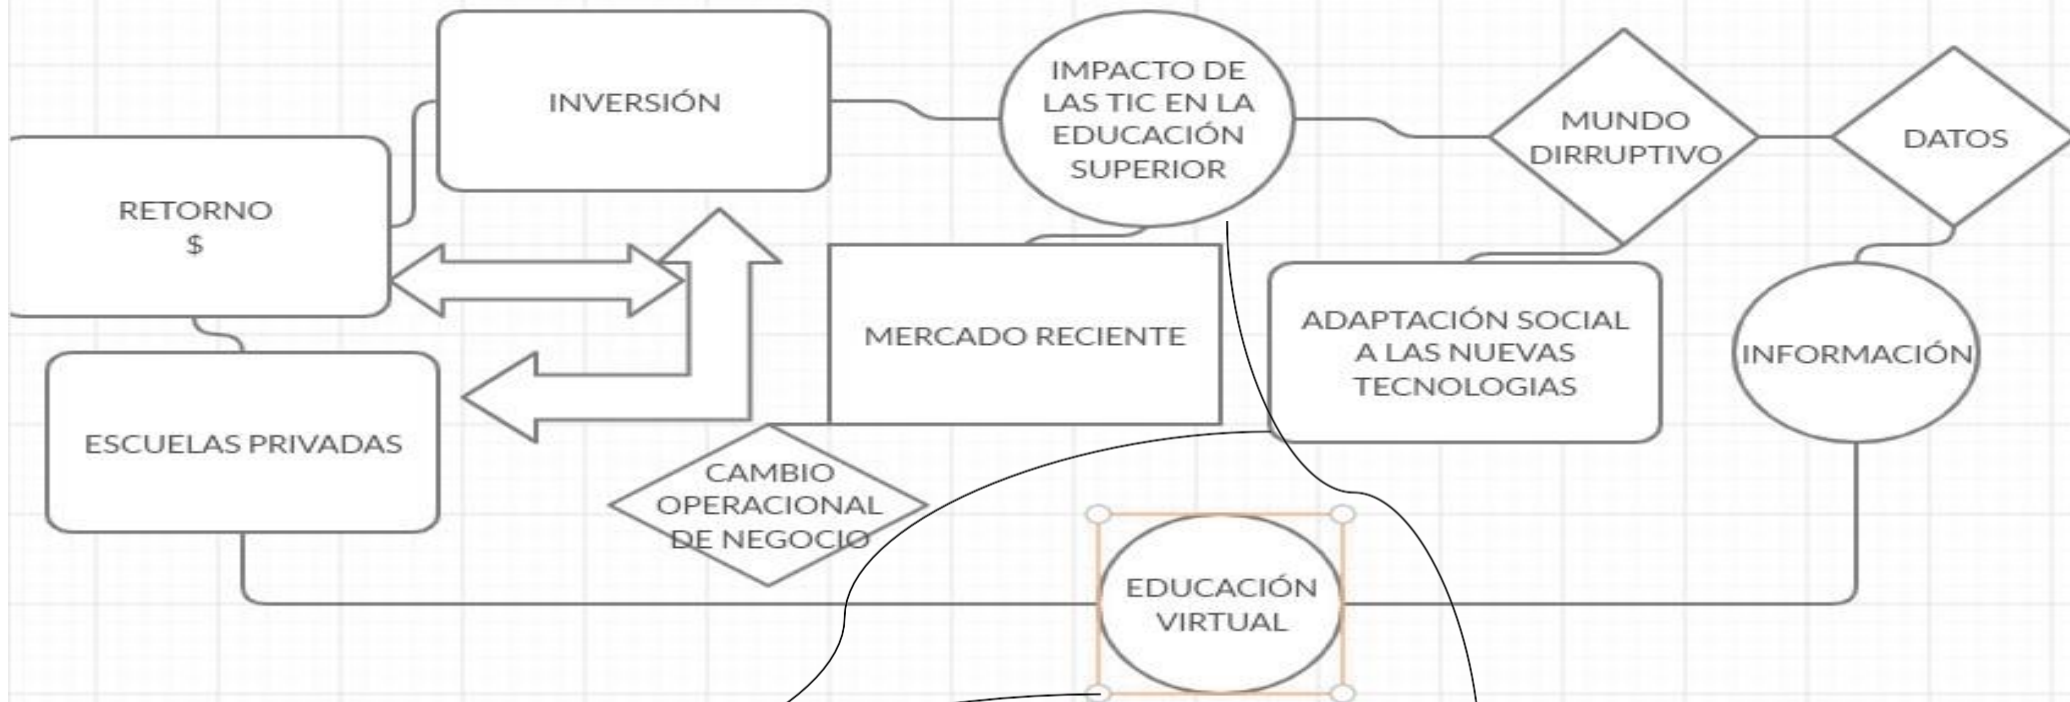 INVERSIÓN
IMPACTO DE
LAS TIC EN LA
EDUCACIÓN
SUPERIOR
MUNDO
DIRRUPTIVO
DATOS
RETORNO
$
MERCADO RECIENTE
ADAPTACIÓN SOCIAL
A LAS NUEVAS
TECNOLOGIAS
INFORMACIÓN
ESCUELAS PRIVADAS
CAMBIO
OPERACIONAL
DE NEGOCIO
EDUCACIÓN
VIRTUAL